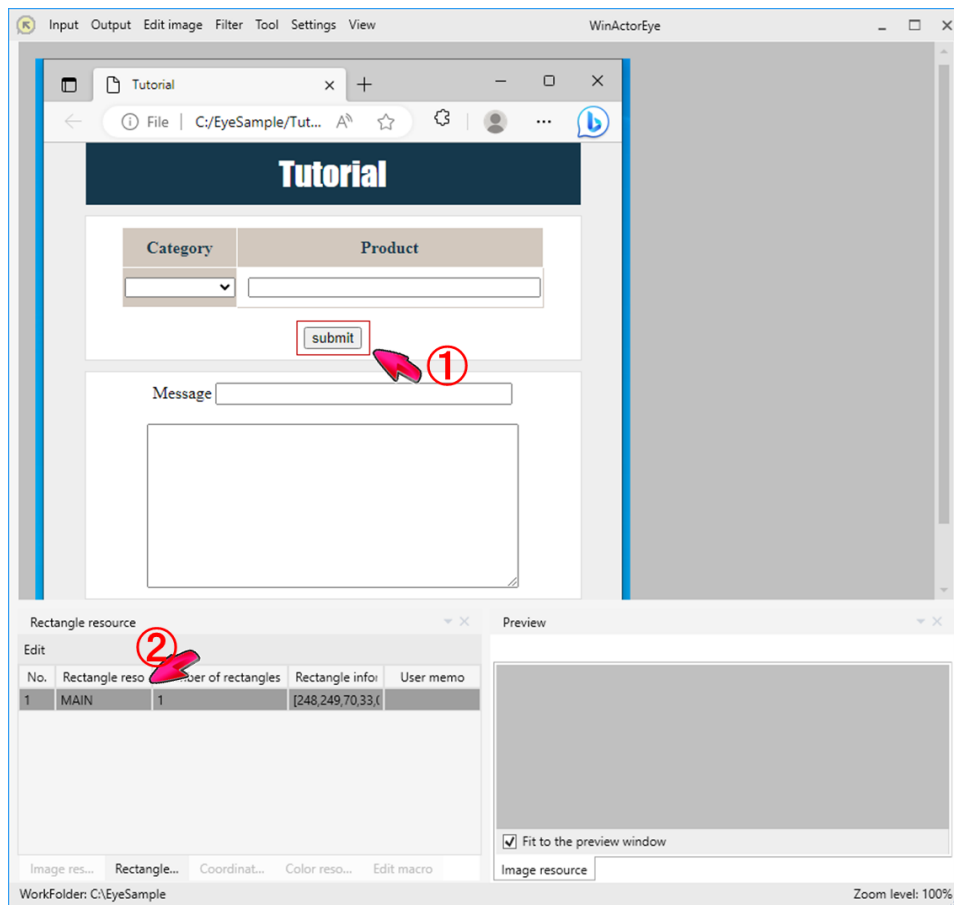 Input Output Edit image Filter Tool Settings View WinActorEye
Tutorial
File | C:/EyeSample/Tut...
Tutorial
Category Product
submit
①
Message
Rectangle resource
Preview
Edit
②
No. Rectangle reso ber of rectangles Rectangle infor User memo
1 MAIN 1 [248,249,70,33,0
Fit to the preview window
Image res... Rectangle... Coordinat... Color reso... Edit macro
Image resource
WorkFolder: C:\EyeSample Zoom level: 100%